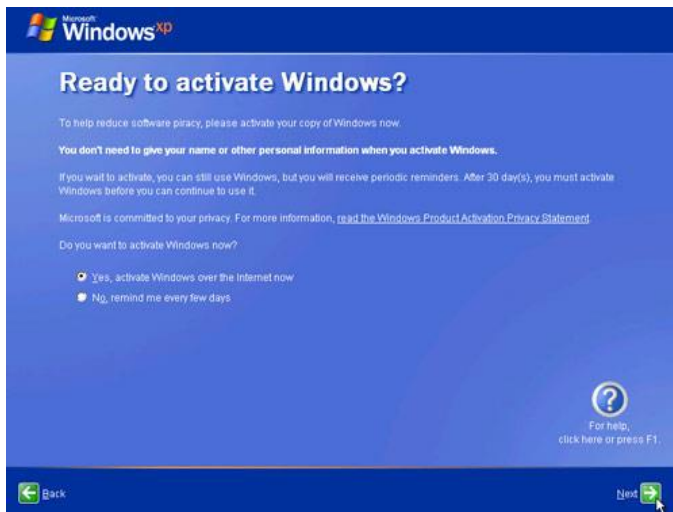 Microsoft
Windows xp
Ready to activate Windows?
To help reduce software piracy, please activate your copy of Windows now.
You don't need to give your name or other personal information when you activate Windows.
If you wait to activate, you can still use Windows, but you will receive periodic reminders. After 30 day(s), you must activate
Windows before you can continue to use it.
Microsoft is committed to your privacy. For more information, read the Windows Product Activation Privacy Statement.
Do you want to activate Windows now?
Yes, activate Windows over the Internet now
No, remind me every few days
For help,
click here or press F1.
Back
Next